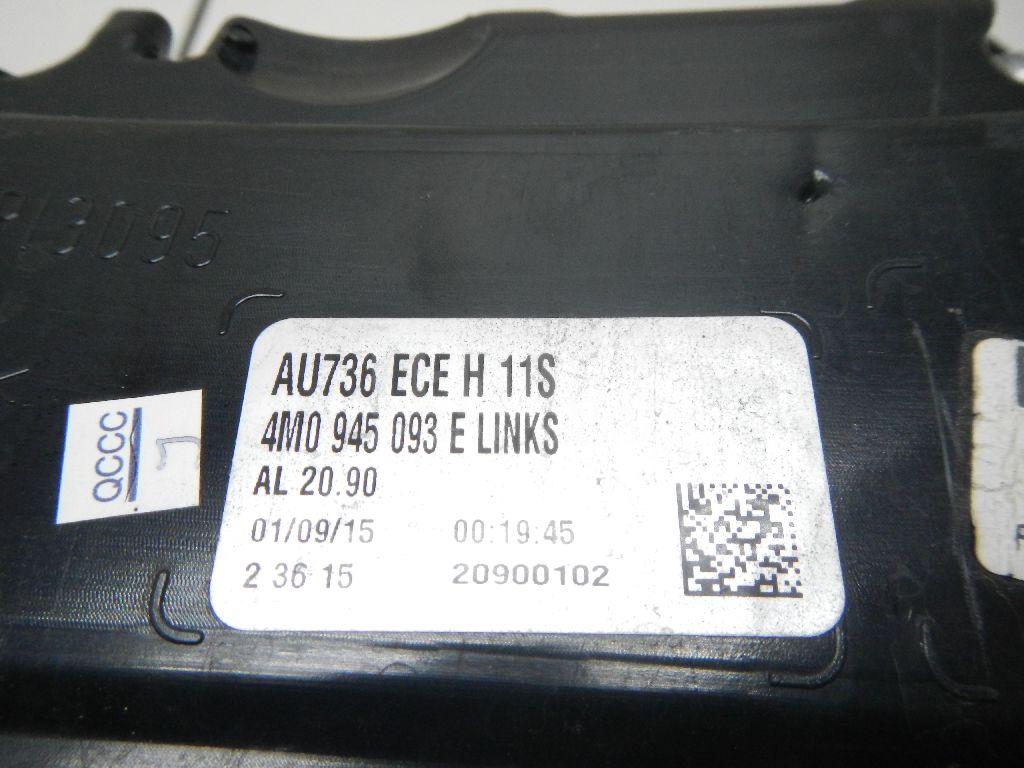 913095
AU736 ECE H 11S
4M0 945 093 E LINKS
AL 20.90
01/09/15 00:19:45
2 36 15 20900102
QCCC